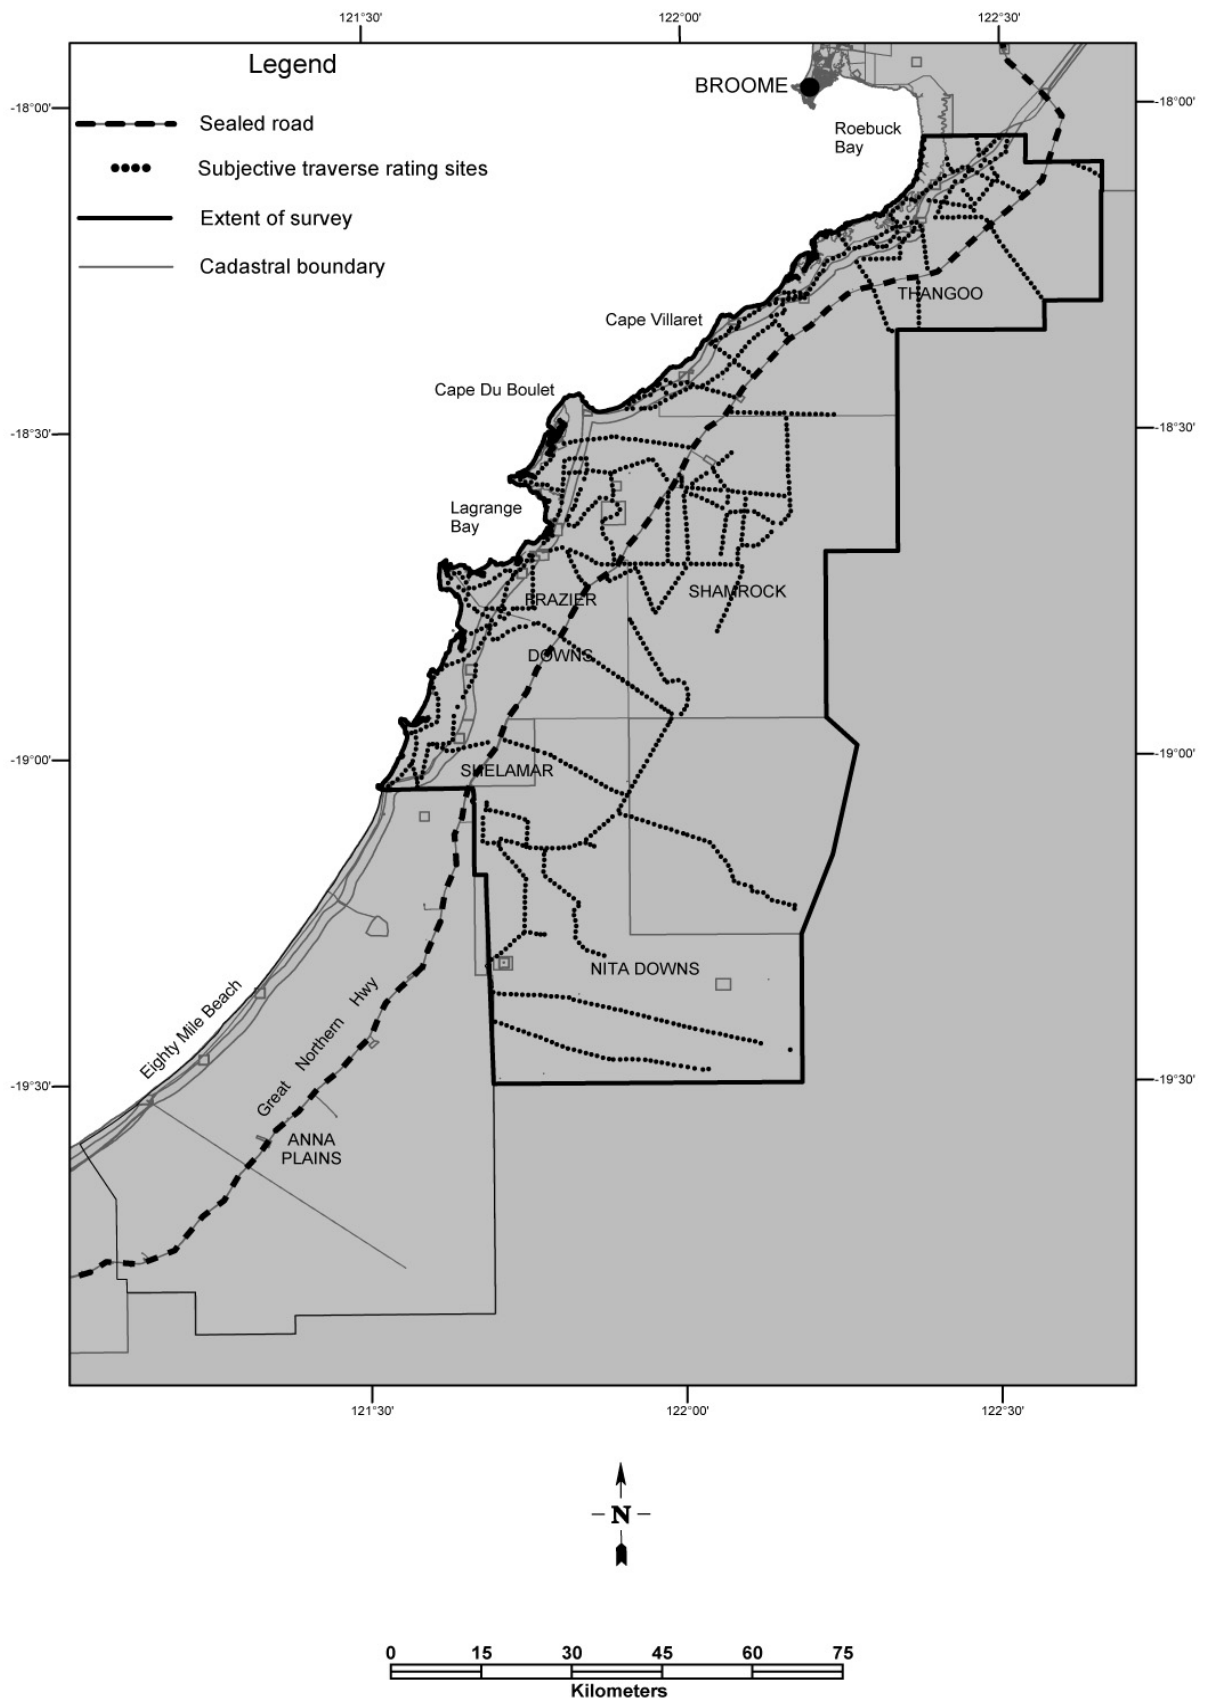 121°30'
122°00'
122°30'
Legend
BROOME
-18°00'
-18°00'
Sealed road
Roebuck
Bay
Subjective traverse rating sites
Extent of survey
Cadastral boundary
THANGOO
Cape Villaret
Cape Du Boulet
-18°30'
-18°30'
Lagrange
Bay
SHAMROCK
FRAZIER
DOWNS
-19°00'
-19°00'
SHELAMAR
NITA DOWNS
Eighty Mile Beach
Great Northern Hwy
-19°30'
-19°30'
ANNA
PLAINS
121°30'
122°00'
122°30'
N
0 15 30 45 60 75
Kilometers